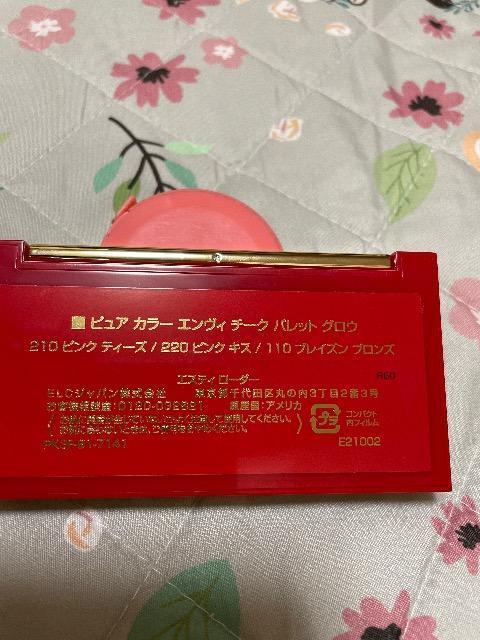 ピュア カラー エンヴィ チーク パレット グロウ
210 ピンク ティーズ / 220 ピンク キス / 110 ブレイズン ブロンズ
R60
エスティ ローダー
ELCジャパン株式会社 東京都千代田区丸の内3丁目2番3号
お客様相談室:0120-039891 原産国:アメリカ
プラ
コンパクト
内フィルム
E21002